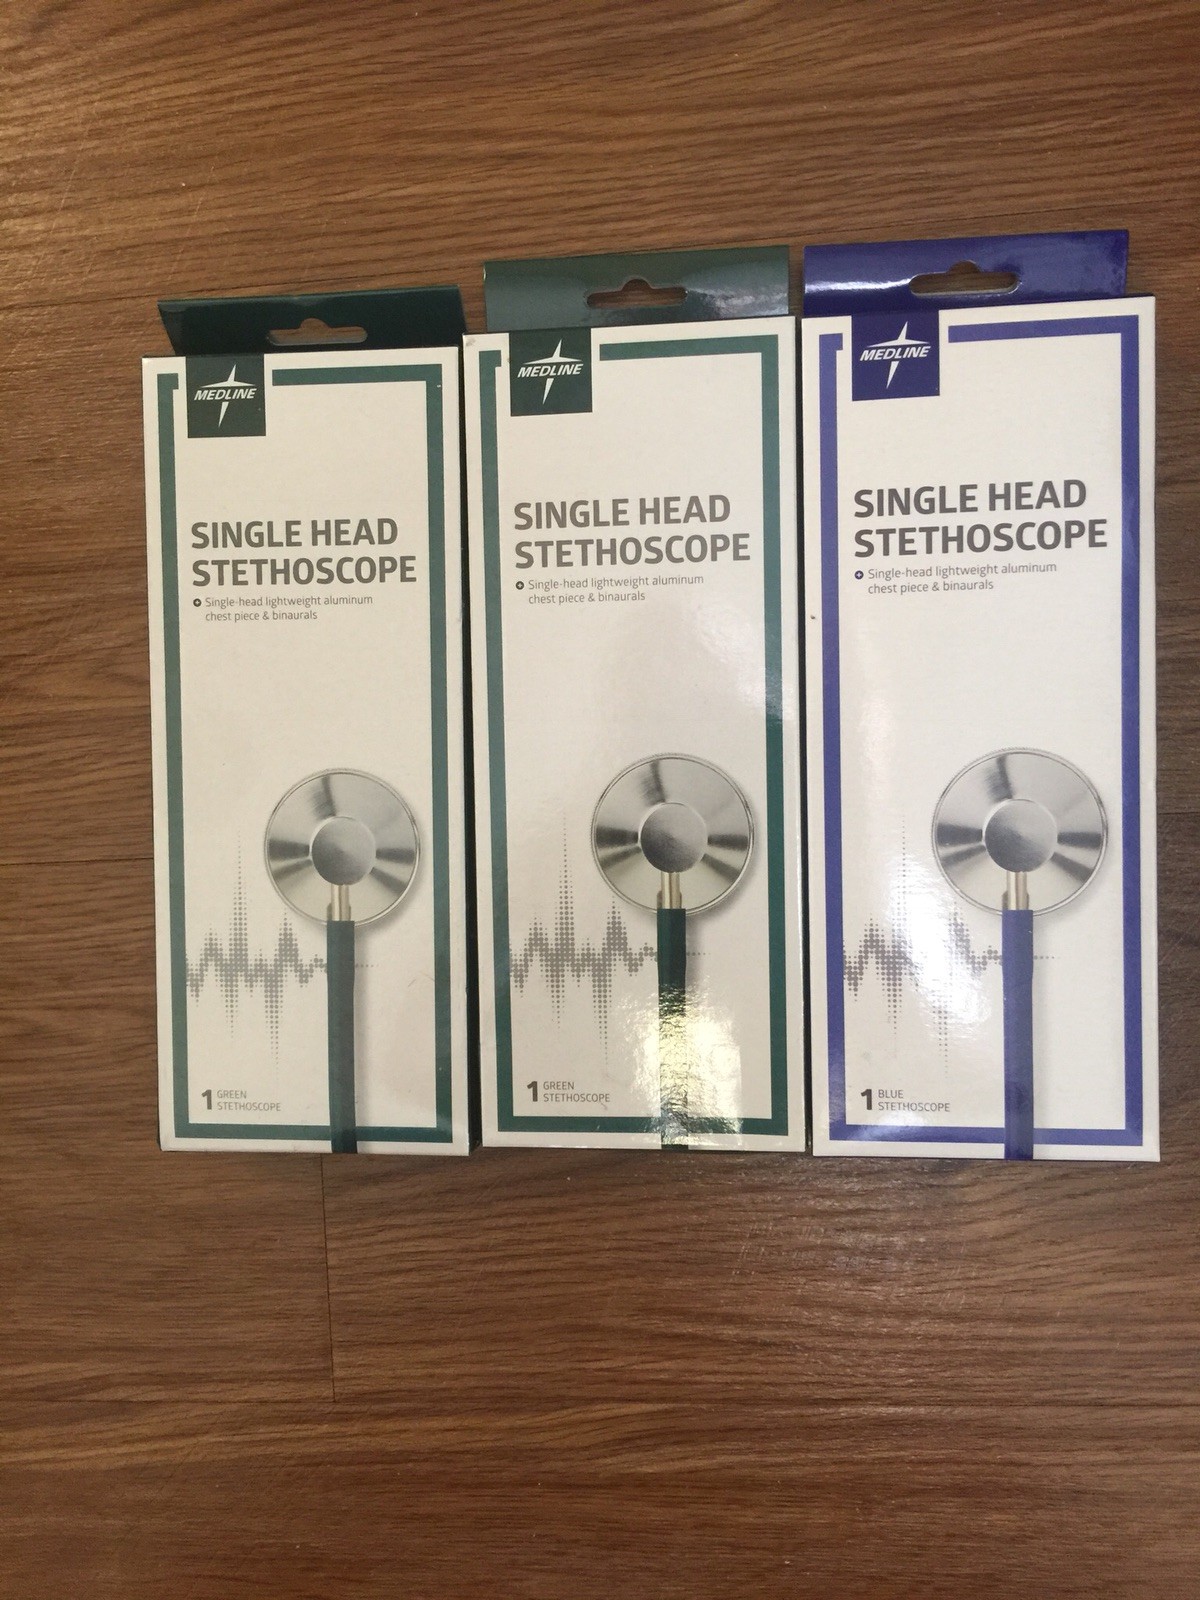 MEDLINE
SINGLE HEAD
STETHOSCOPE
Single-head lightweight aluminum
chest piece & binaurals
1 GREEN
STETHOSCOPE
MEDLINE
SINGLE HEAD
STETHOSCOPE
Single-head lightweight aluminum
chest piece & binaurals
1 GREEN
STETHOSCOPE
MEDLINE
SINGLE HEAD
STETHOSCOPE
Single-head lightweight aluminum
chest piece & binaurals
1 BLUE
STETHOSCOPE